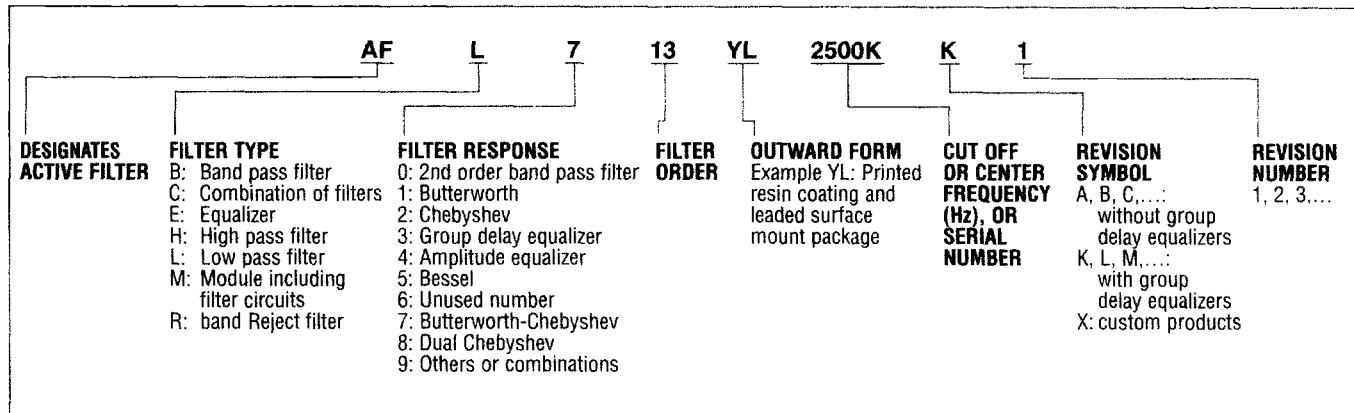 AF L 7 13 YL 2500K K 1
DESIGNATES
ACTIVE FILTER
FILTER TYPE
B: Band pass filter
C: Combination of filters
E: Equalizer
H: High pass filter
L: Low pass filter
M: Module including
filter circuits
R: band Reject filter
FILTER RESPONSE
0: 2nd order band pass filter
1: Butterworth
2: Chebyshev
3: Group delay equalizer
4: Amplitude equalizer
5: Bessel
6: Unused number
7: Butterworth-Chebyshev
8: Dual Chebyshev
9: Others or combinations
FILTER
ORDER
OUTWARD FORM
Example YL: Printed
resin coating and
leaded surface
mount package
CUT OFF
OR CENTER
FREQUENCY
(Hz), OR
SERIAL
NUMBER
REVISION
SYMBOL
A, B, C,...:
without group
delay equalizers
K, L, M,...:
with group
delay equalizers
X: custom products
REVISION
NUMBER
1, 2, 3,...